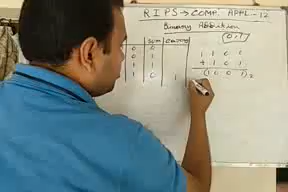 RIPS → COMP. APPL - 12
Binary Addition
0,1
sum carry
0 0
0 1
1 1
1 0 1
1 1 0 0
+ 1 0 1
(1 0 0 1)₂